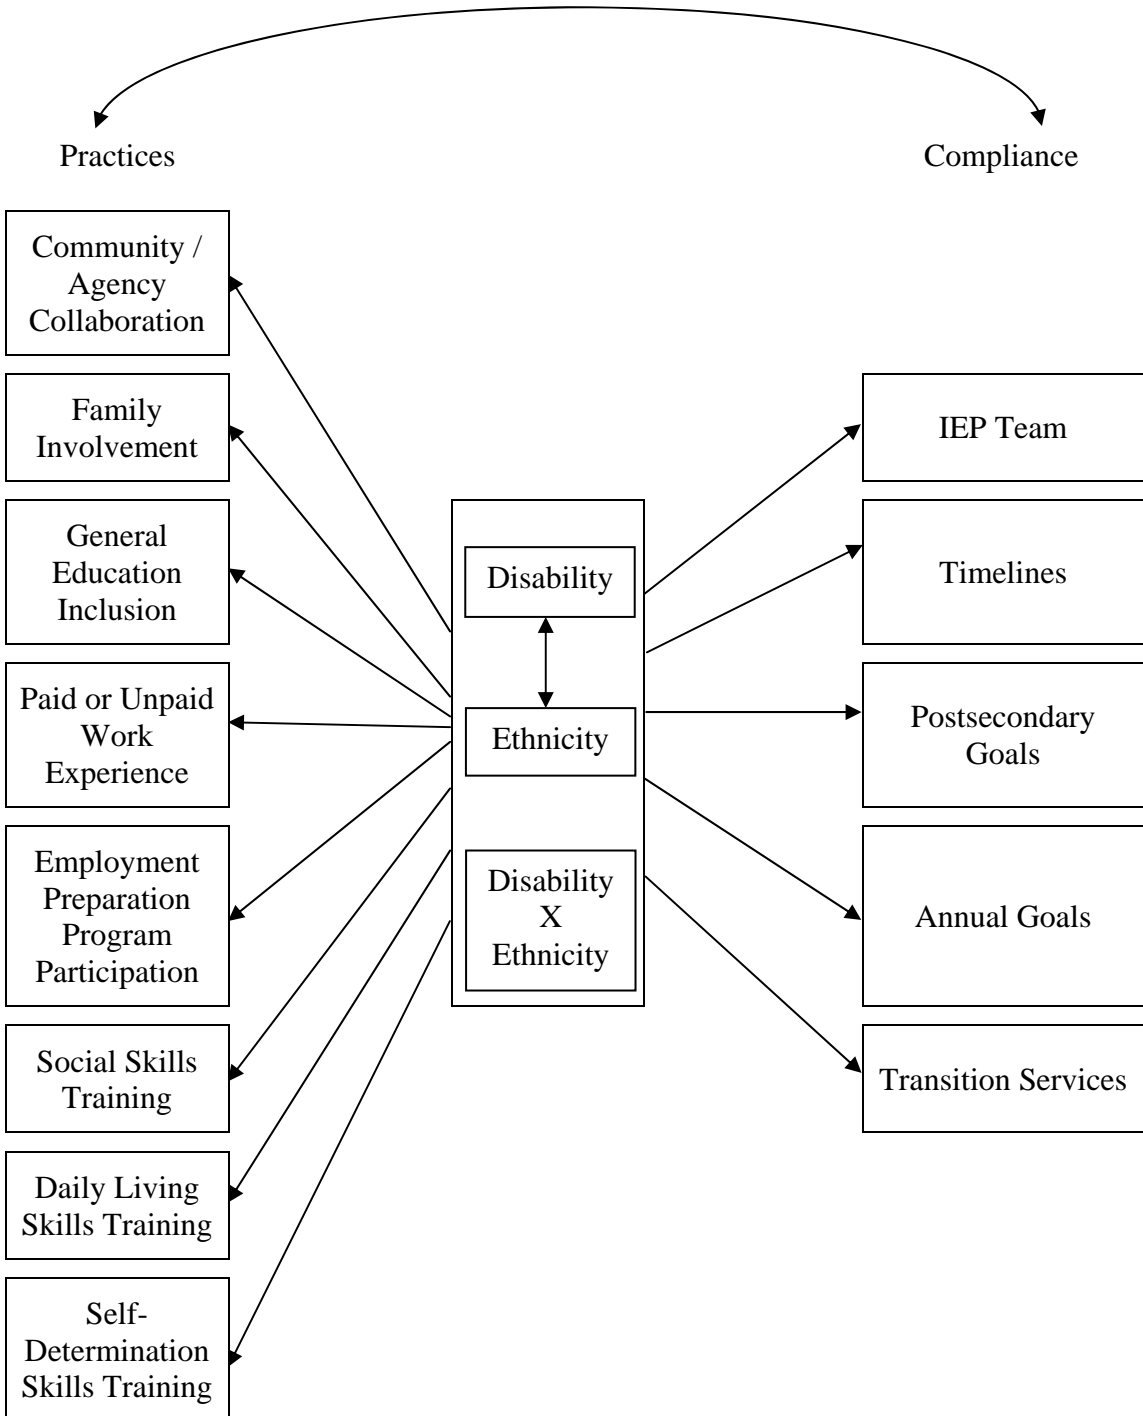 Practices
Compliance
Community /
Agency
Collaboration
Family
Involvement
General
Education
Inclusion
Paid or Unpaid
Work
Experience
Employment
Preparation
Program
Participation
Social Skills
Training
Daily Living
Skills Training
Self-
Determination
Skills Training
Disability
Ethnicity
Disability
X
Ethnicity
IEP Team
Timelines
Postsecondary
Goals
Annual Goals
Transition Services